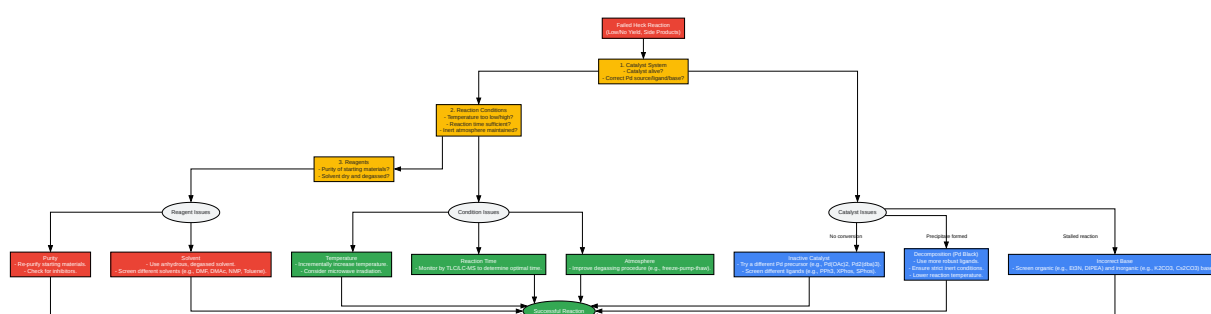 Failed Heck Reaction
(Low/No Yield, Side Products)
1. Catalyst System
- Catalyst alive?
- Correct Pd source/ligand/base?
2. Reaction Conditions
- Temperature too low/high?
- Reaction time sufficient?
- Inert atmosphere maintained?
3. Reagents
- Purity of starting materials?
- Solvent dry and degassed?
Reagent Issues
Condition Issues
Catalyst Issues
No conversion
Precipitate formed
Stalled reaction
Purity
- Re-purify starting materials.
- Check for inhibitors.
Solvent
- Use anhydrous, degassed solvent.
- Screen different solvents (e.g., DMF, DMAc, NMP, Toluene).
Temperature
- Incrementally increase temperature.
- Consider microwave irradiation.
Reaction Time
- Monitor by TLC/LC-MS to determine optimal time.
Atmosphere
- Improve degassing procedure (e.g., freeze-pump-thaw).
Inactive Catalyst
- Try a different Pd precursor (e.g., Pd(OAc)2, Pd2(dba)3).
- Screen different ligands (e.g., PPh3, XPhos, SPhos).
Decomposition (Pd Black)
- Use more robust ligands.
- Ensure strict inert conditions.
- Lower reaction temperature.
Incorrect Base
- Screen organic (e.g., Et3N, DIPEA) and inorganic (e.g., K2CO3, Cs2CO3)
Successful Reaction